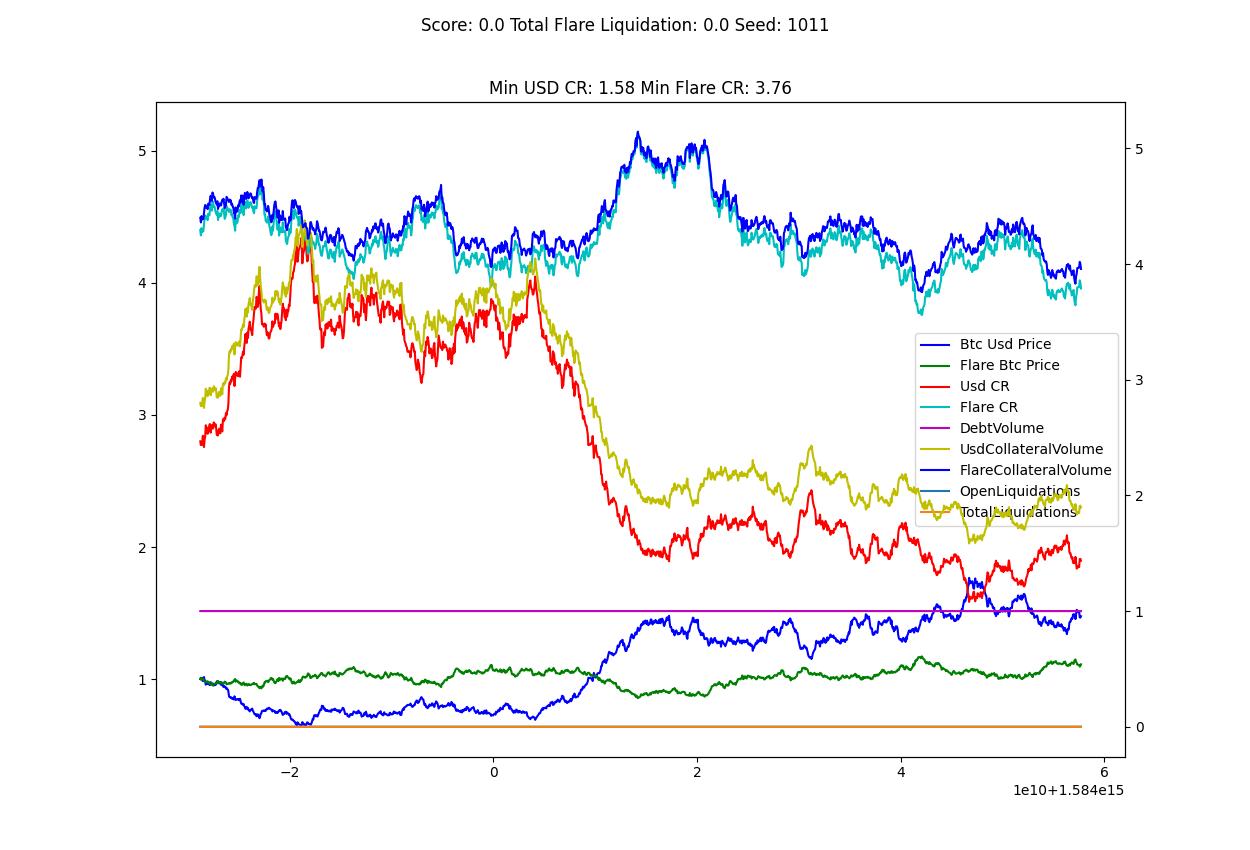 Score: 0.0 Total Flare Liquidation: 0.0 Seed: 1011
Min USD CR: 1.58 Min Flare CR: 3.76
5
4
3
2
1
5
4
3
2
1
0
Btc Usd Price
Flare Btc Price
Usd CR
Flare CR
DebtVolume
UsdCollateralVolume
FlareCollateralVolume
OpenLiquidations
TotalLiquidations
−2 0 2 4 6
1e10+1.584e15